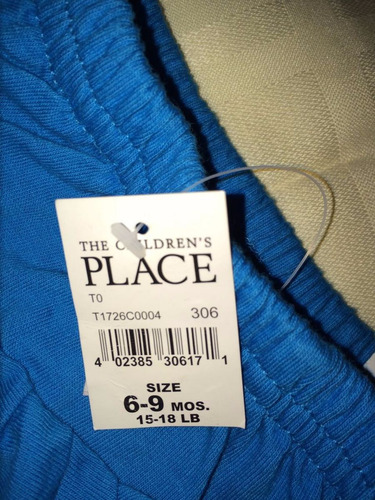 THE CHILDREN'S
PLACE
T0
T1726C0004 306
4 02385 30617 1
SIZE
6-9 MOS.
15-18 LB